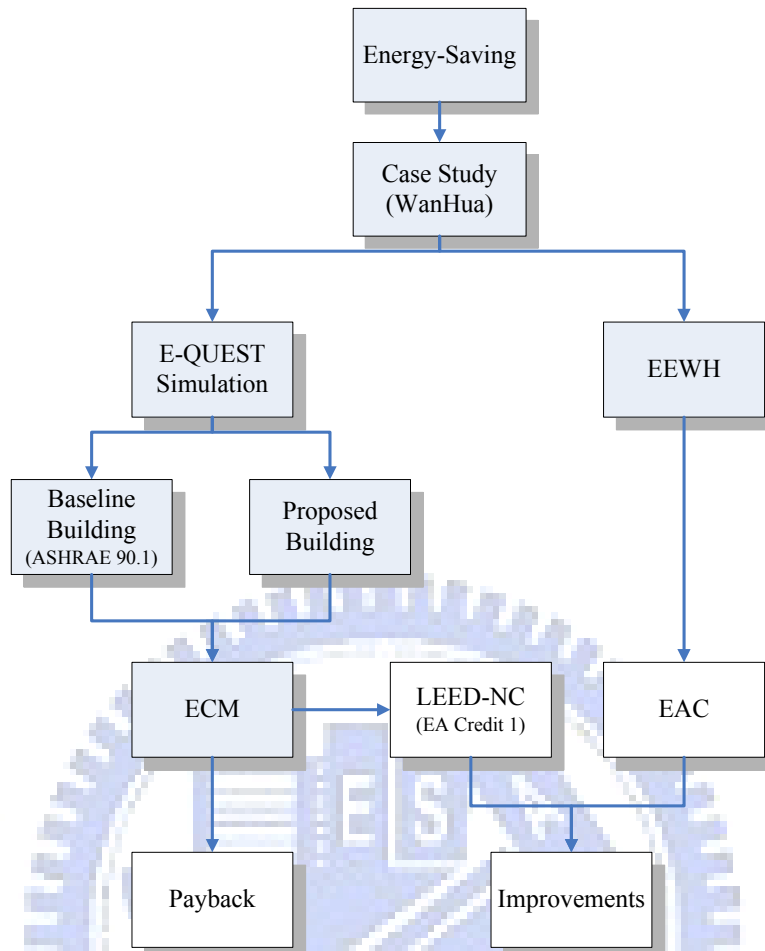 Energy-Saving
Case Study
(WanHua)
E-QUEST
Simulation
EEWH
Baseline
Building
(ASHRAE 90.1)
Proposed
Building
ECM
LEED-NC
(EA Credit 1)
EAC
Payback
Improvements
E
S